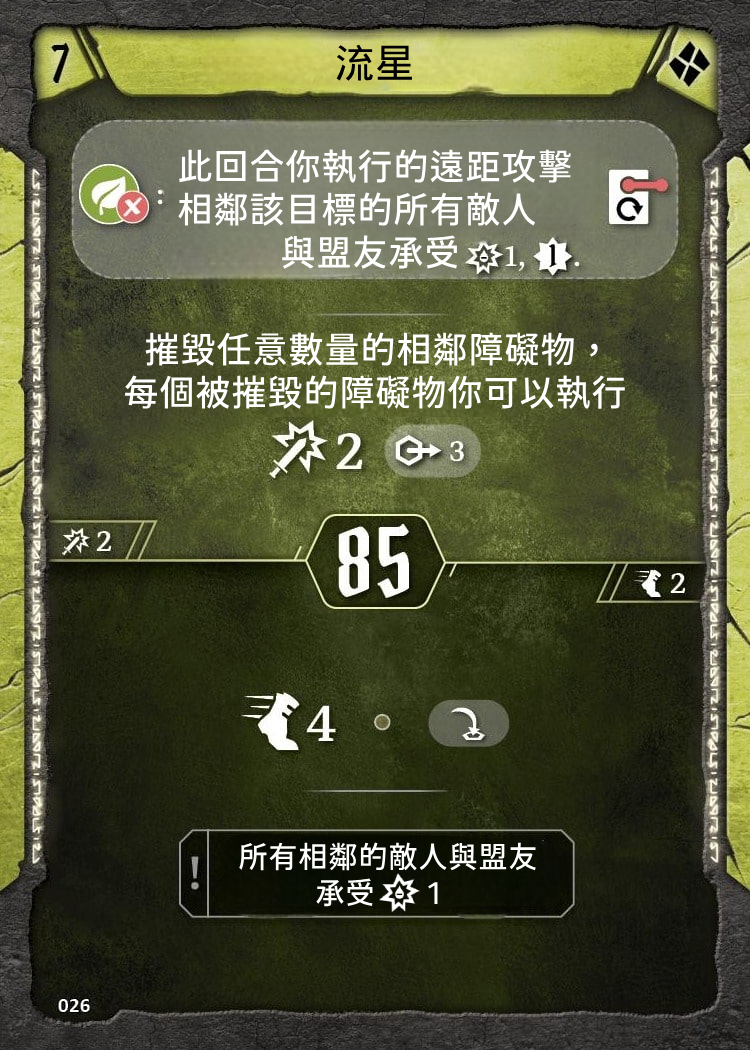 7
流星
:
此回合你執行的遠距攻擊
相鄰該目標的所有敵人
與盟友承受 1, 1.
摧毀任意數量的相鄰障礙物，
每個被摧毀的障礙物你可以執行
2 3
2
85
2
4
! 所有相鄰的敵人與盟友
承受 1
026